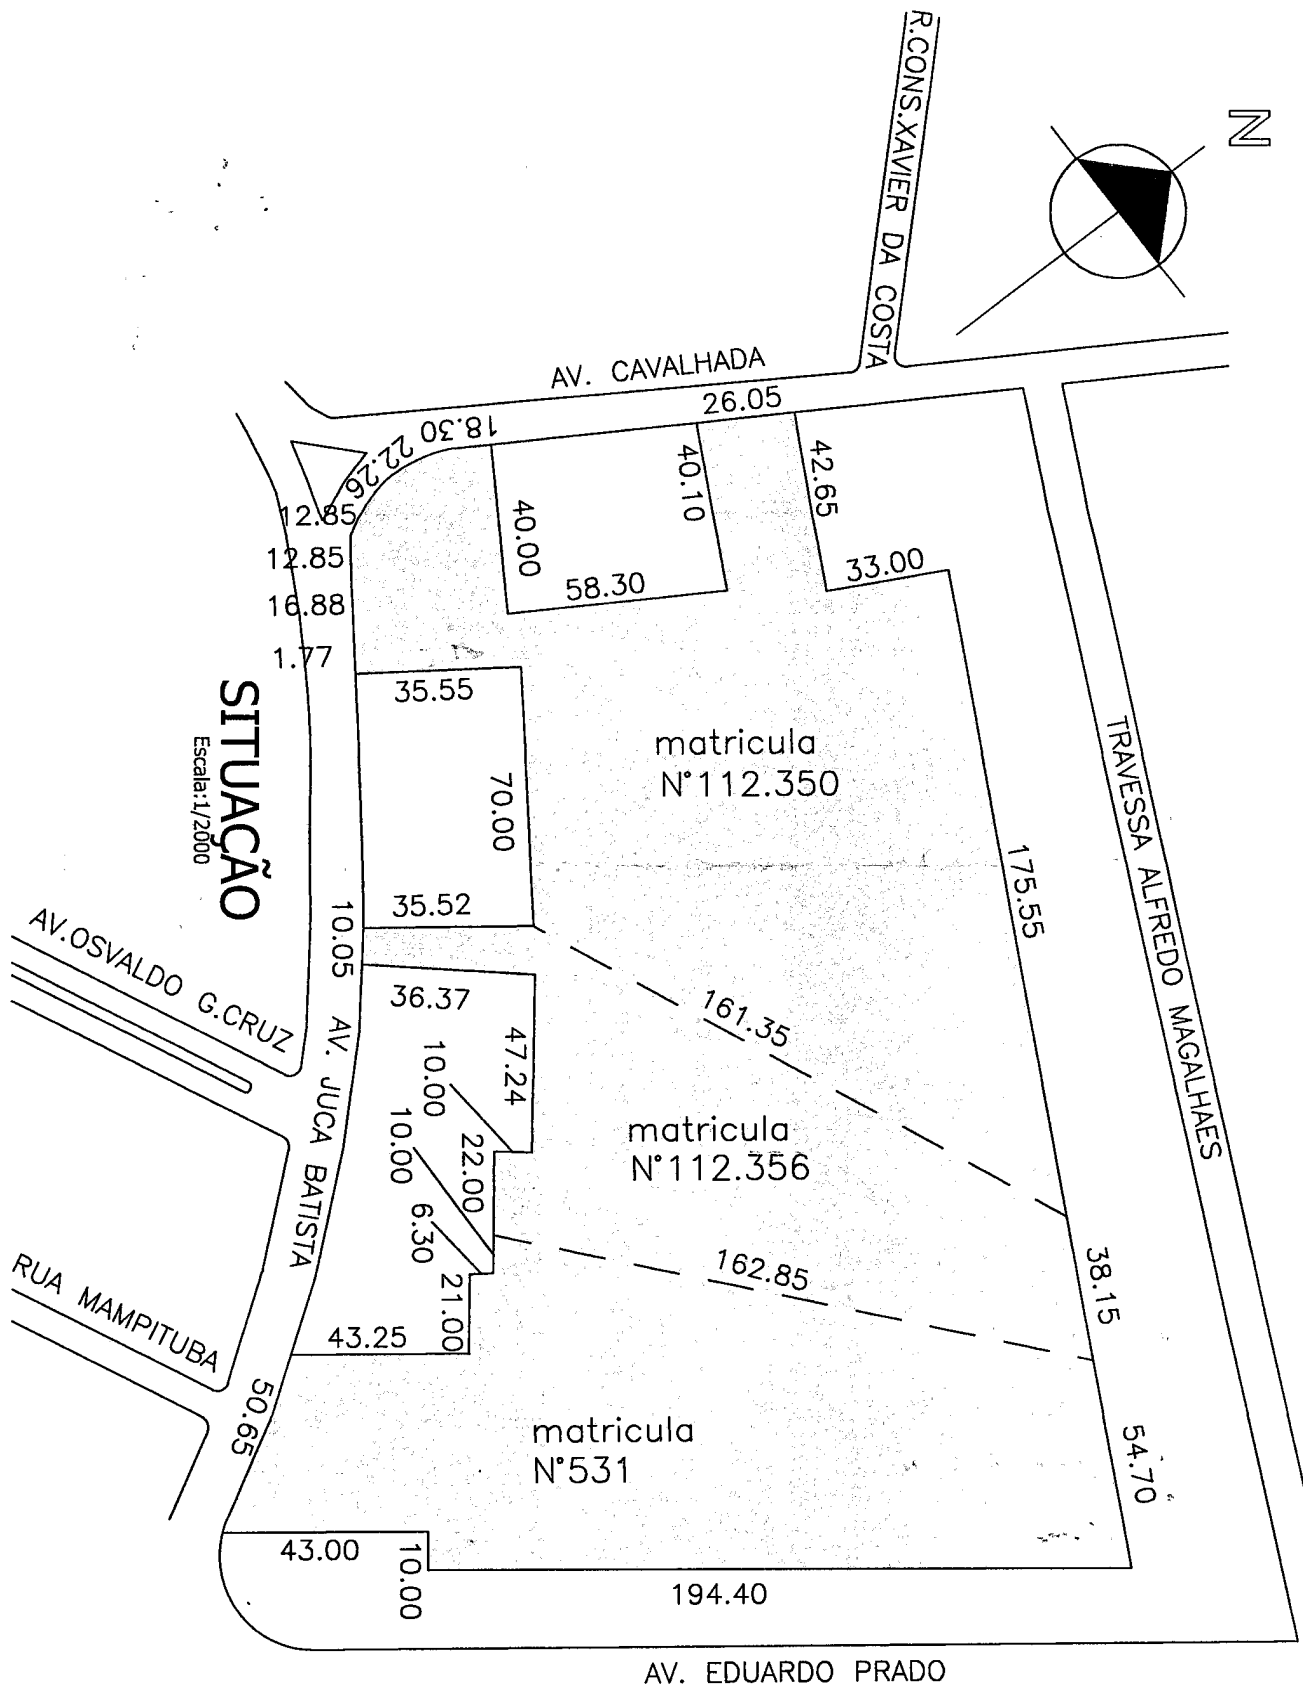 R.CONS.XAVIER DA COSTA
N
AV. CAVALHADA
26.05
18.30
22.26
12.85
12.85
16.88
1.77
40.00
40.10
42.65
58.30
33.00
SITUAÇÃO
Escala:1/2000
35.55
70.00
35.52
matricula
N°112.350
175.55
TRAVESSA ALFREDO MAGALHAES
AV.OSVALDO G.CRUZ
10.05
AV. JUCA BATISTA
36.37
47.24
10.00
10.00
22.00
6.30
21.00
43.25
161.35
matricula
N°112.356
162.85
38.15
RUA MAMPITUBA
50.65
matricula
N°531
54.70
43.00
10.00
194.40
AV. EDUARDO PRADO